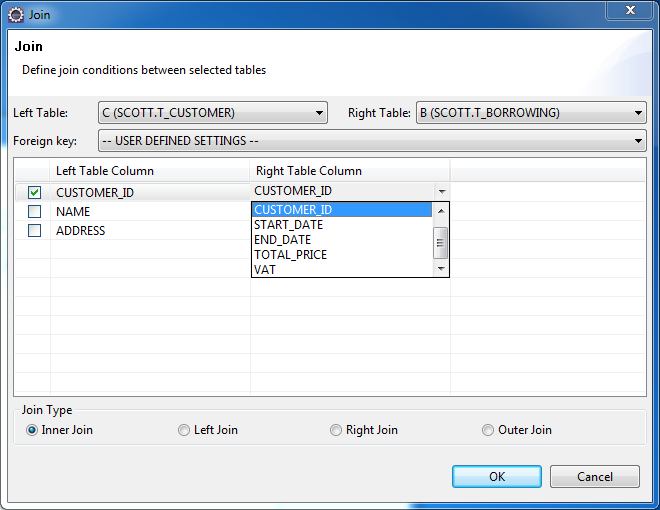 Join
Join
Define join conditions between selected tables
Left Table: C (SCOTT.T_CUSTOMER) Right Table: B (SCOTT.T_BORROWING)
Foreign key: -- USER DEFINED SETTINGS --
Left Table Column Right Table Column
CUSTOMER_ID CUSTOMER_ID
NAME CUSTOMER_ID
START_DATE
ADDRESS END_DATE
TOTAL_PRICE
VAT
Join Type
Inner Join Left Join Right Join Outer Join
OK Cancel